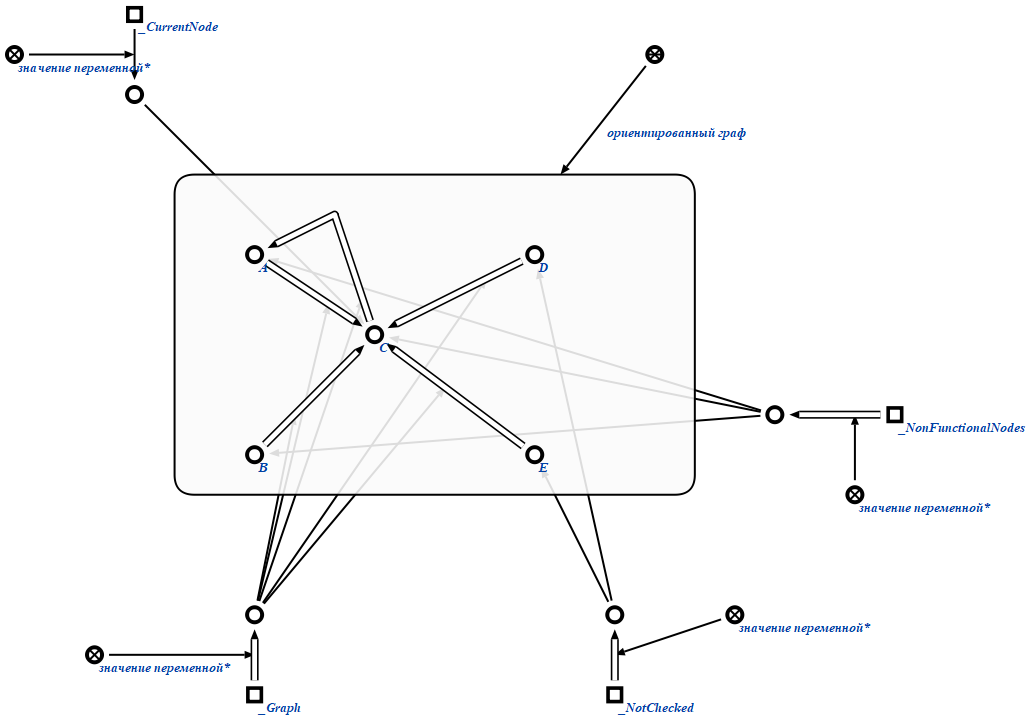 _CurrentNode
значение переменной*
ориентированный граф
A
D
C
B
E
_NonFunctionalNodes
значение переменной*
значение переменной*
значение переменной*
_Graph
_NotChecked